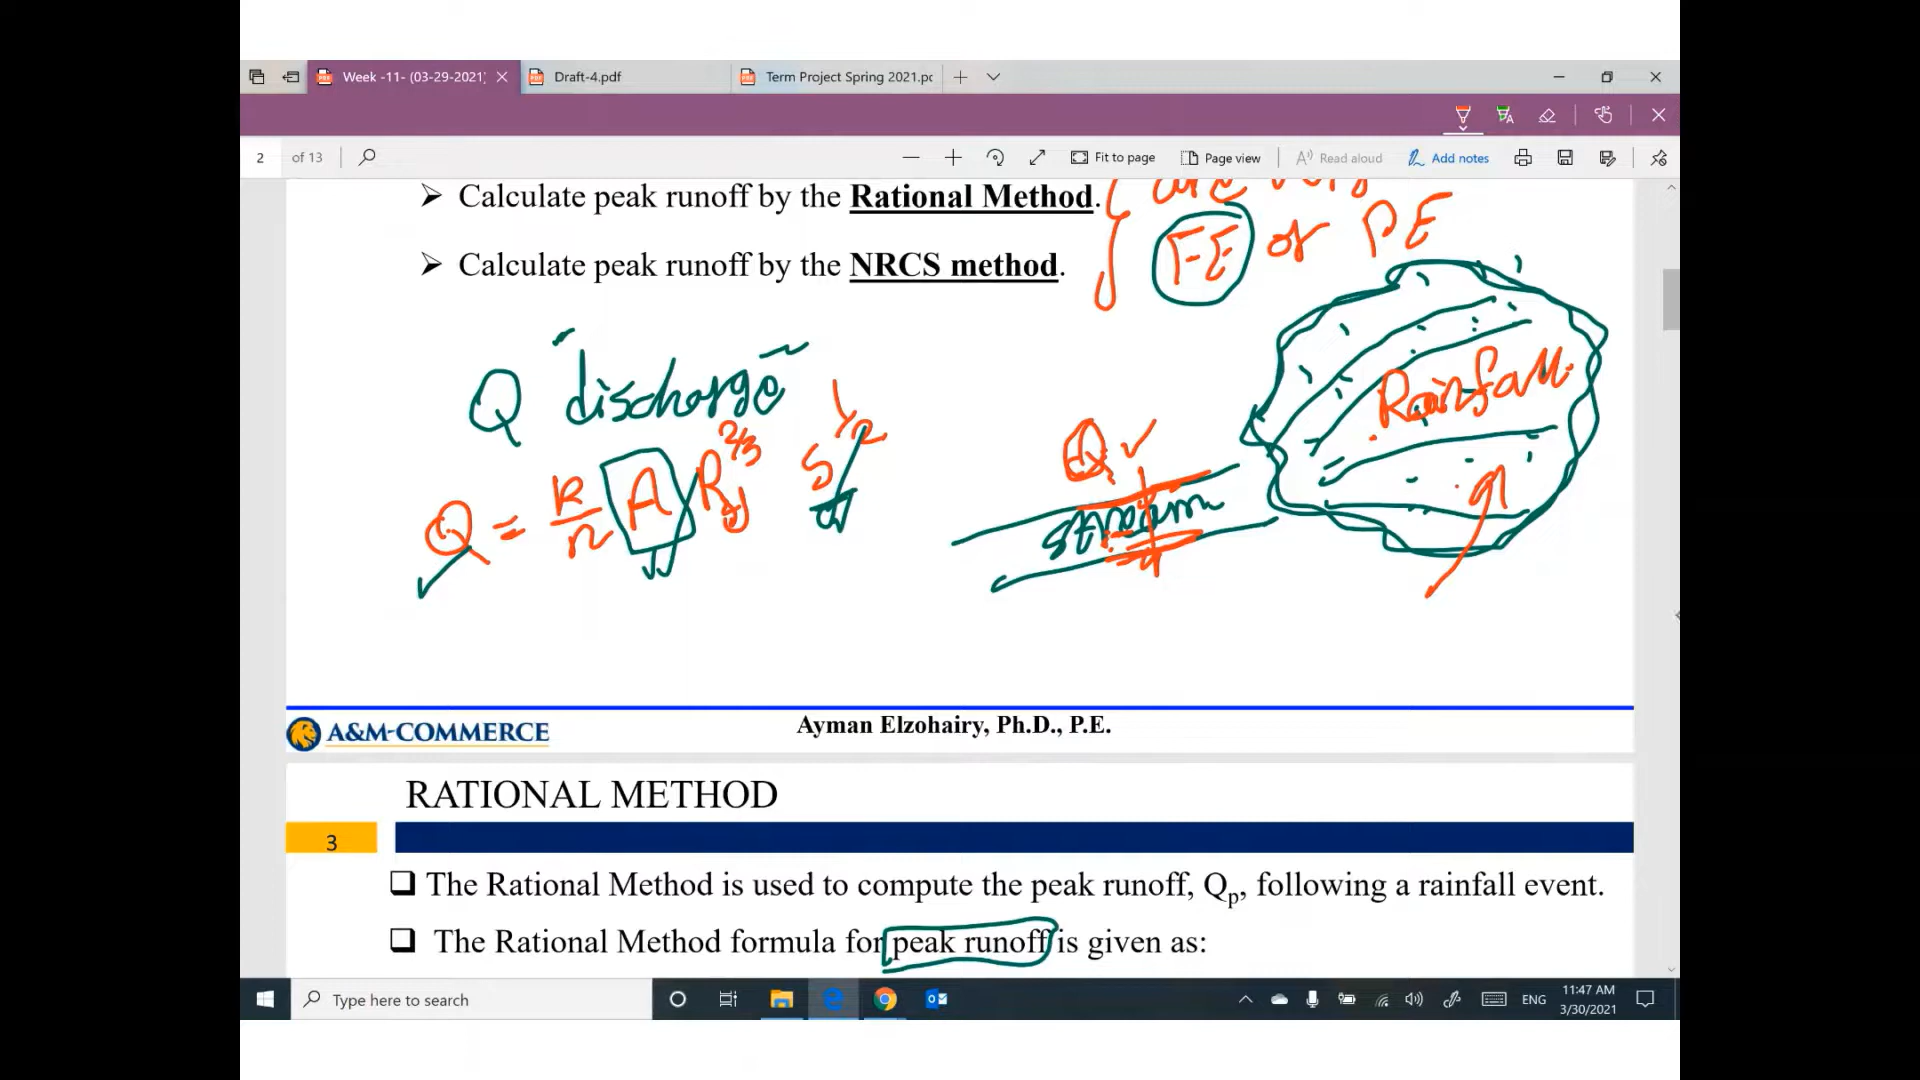 Week -11- (03-29-2021)
Draft-4.pdf
Term Project Spring 2021.pc
2 of 13
Fit to page
Page view
Read aloud
Add notes
Calculate peak runoff by the Rational Method.
FE or PE
Calculate peak runoff by the NRCS method.
Q "discharge"
Rainfall
Q
Q = K/n A R_y^2/3 S^1/2
stream
A&M-COMMERCE
Ayman Elzohairy, Ph.D., P.E.
RATIONAL METHOD
3
The Rational Method is used to compute the peak runoff, Qp, following a rainfall event.
The Rational Method formula for peak runoff is given as:
Type here to search
ENG
11:47 AM
3/30/2021